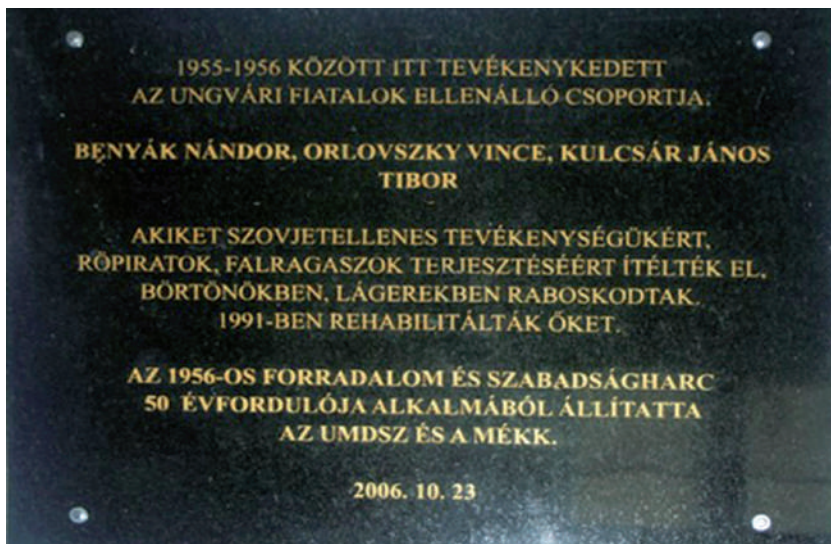 1955-1956 KÖZÖTT ITT TEVÉKENYKEDETT
AZ UNGVÁRI FIATALOK ELLENÁLLÓ CSOPORTJA.
BENYÁK NÁNDOR, ORLOVSZKY VINCE, KULCSÁR JÁNOS
TIBOR
AKIKET SZOVJETELLENES TEVÉKENYSÉGÜKÉRT,
RÖPIRATOK, FALRAGASZOK TERJESZTÉSÉÉRT ÍTÉLTÉK EL,
BÖRTÖNÖKBEN, LÁGEREKBEN RABOSKODTAK.
1991-BEN REHABILITÁLTÁK ŐKET.
AZ 1956-OS FORRADALOM ÉS SZABADSÁGHARC
50 ÉVFORDULÓJA ALKALMÁBÓL ÁLLÍTATTA
AZ UMDSZ ÉS A MÉKK.
2006. 10. 23